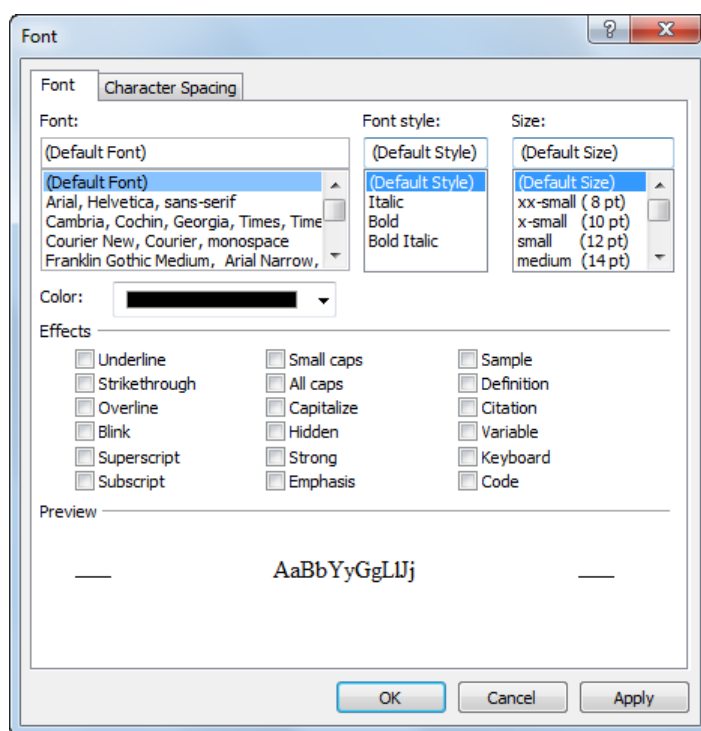 Font
Font Character Spacing
Font: Font style: Size:
(Default Font) (Default Style) (Default Size)
(Default Font) (Default Style) (Default Size)
Arial, Helvetica, sans-serif Italic xx-small ( 8 pt)
Cambria, Cochin, Georgia, Times, Time Bold x-small (10 pt)
Courier New, Courier, monospace Bold Italic small (12 pt)
Franklin Gothic Medium, Arial Narrow, medium (14 pt)
Color:
Effects
Underline Small caps Sample
Strikethrough All caps Definition
Overline Capitalize Citation
Blink Hidden Variable
Superscript Strong Keyboard
Subscript Emphasis Code
Preview
AaBbYyGgLlJj
OK Cancel Apply